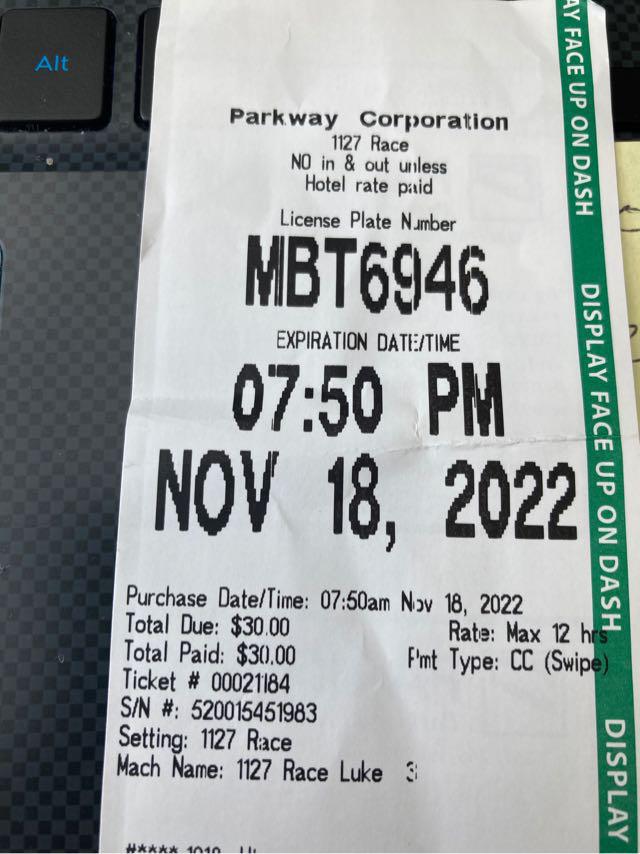 Alt
Parkway Corporation
1127 Race
NO in & out unless
Hotel rate paid
License Plate Number
MBT6946
EXPIRATION DATE/TIME
07:50 PM
NOV 18, 2022
Purchase Date/Time: 07:50am Nov 18, 2022
Total Due: $30.00 Rate: Max 12 hrs
Total Paid: $30.00 Pmt Type: CC (Swipe)
Ticket # 00021184
S/N #: 520015451983
Setting: 1127 Race
Mach Name: 1127 Race Luke 3
AY FACE UP ON DASH
DISPLAY FACE UP ON DASH
DISPLAY